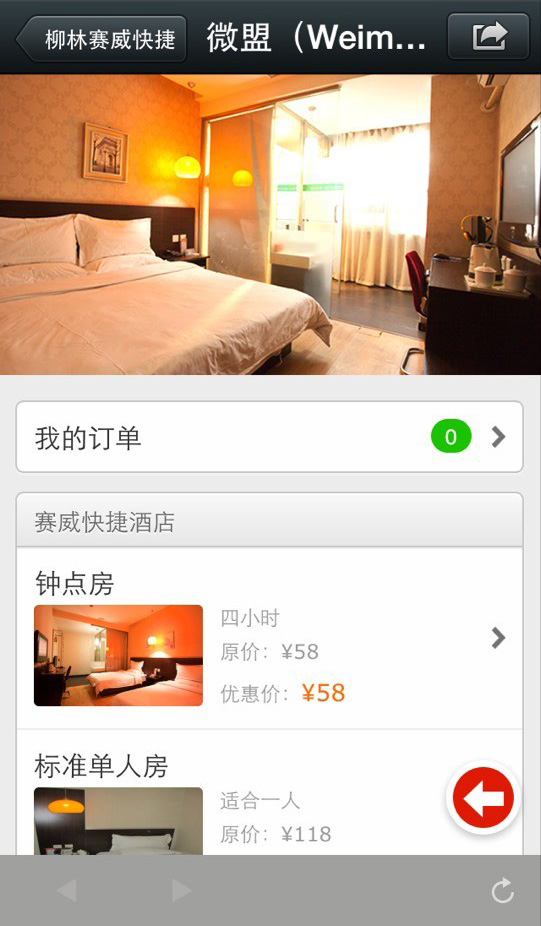 柳林赛威快捷
微盟（Weim...
我的订单
0
赛威快捷酒店
钟点房
四小时
原价：¥58
优惠价：¥58
标准单人房
适合一人
原价：¥118